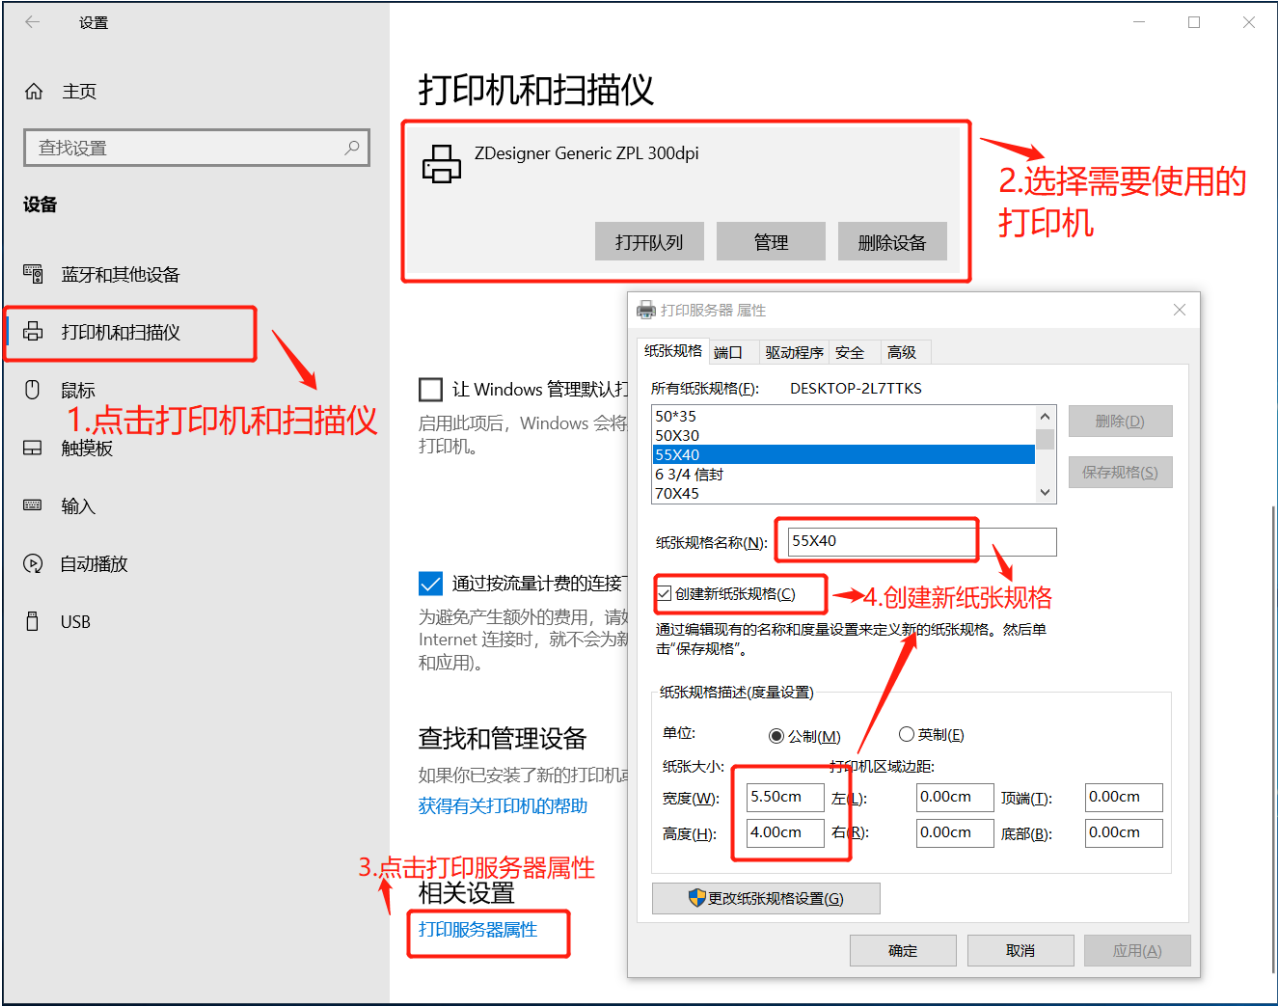 设置
主页
查找设置
设备
蓝牙和其他设备
打印机和扫描仪
鼠标
1.点击打印机和扫描仪
触摸板
输入
自动播放
USB
打印机和扫描仪
ZDesigner Generic ZPL 300dpi
打开队列 管理 删除设备
2.选择需要使用的
打印机
让 Windows 管理默认打
启用此项后，Windows 会将
打印机。
通过按流量计费的连接下
为避免产生额外的费用，请如
Internet 连接时，就不会为新
和应用)。
查找和管理设备
如果你已安装了新的打印机或
获得有关打印机的帮助
3.点击打印服务器属性
相关设置
打印服务器属性
打印服务器 属性
纸张规格 端口 驱动程序 安全 高级
所有纸张规格(F): DESKTOP-2L7TTKS
50*35
50X30
55X40
6 3/4 信封
70X45
删除(D)
保存规格(S)
纸张规格名称(N): 55X40
创建新纸张规格(C)
4.创建新纸张规格
通过编辑现有的名称和度量设置来定义新的纸张规格。然后单
击“保存规格”。
纸张规格描述(度量设置)
单位: 公制(M) 英制(E)
纸张大小: 打印机区域边距:
宽度(W): 5.50cm 左(L): 0.00cm 顶端(T): 0.00cm
高度(H): 4.00cm 右(R): 0.00cm 底部(B): 0.00cm
更改纸张规格设置(G)
确定 取消 应用(A)